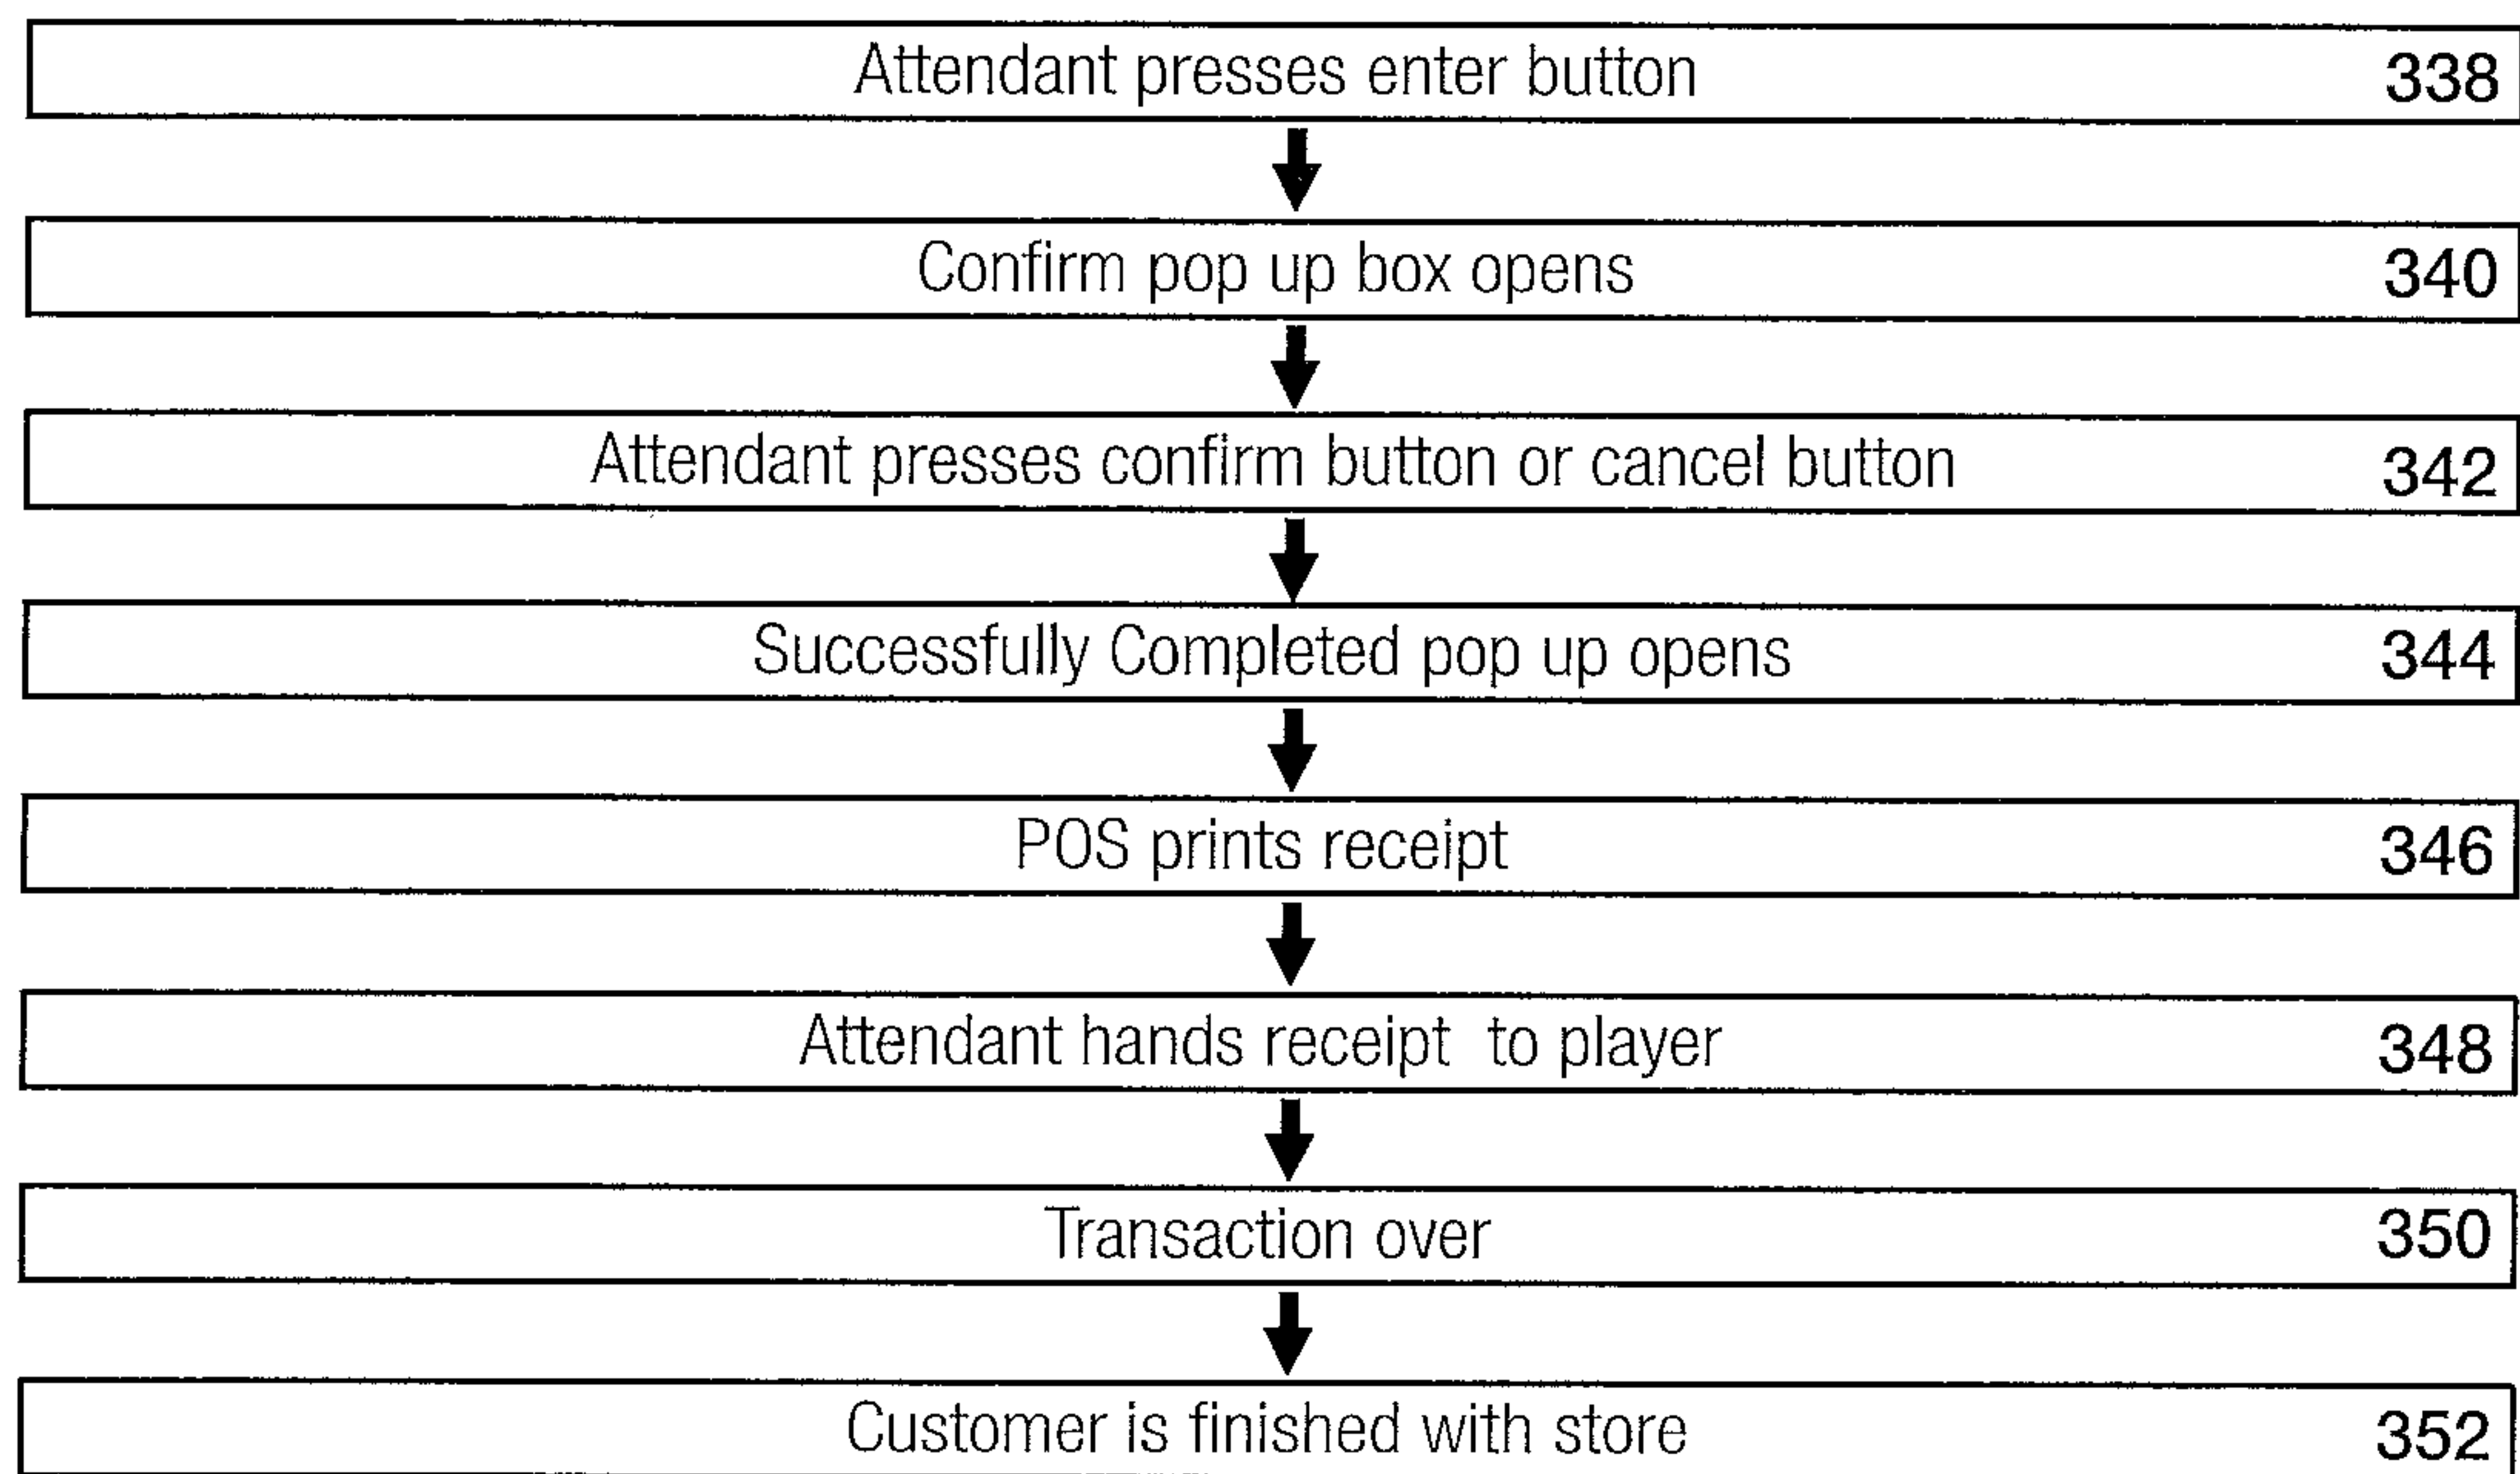 Attendant presses enter button 338
Confirm pop up box opens 340
Attendant presses confirm button or cancel button 342
Successfully Completed pop up opens 344
POS prints receipt 346
Attendant hands receipt to player 348
Transaction over 350
Customer is finished with store 352